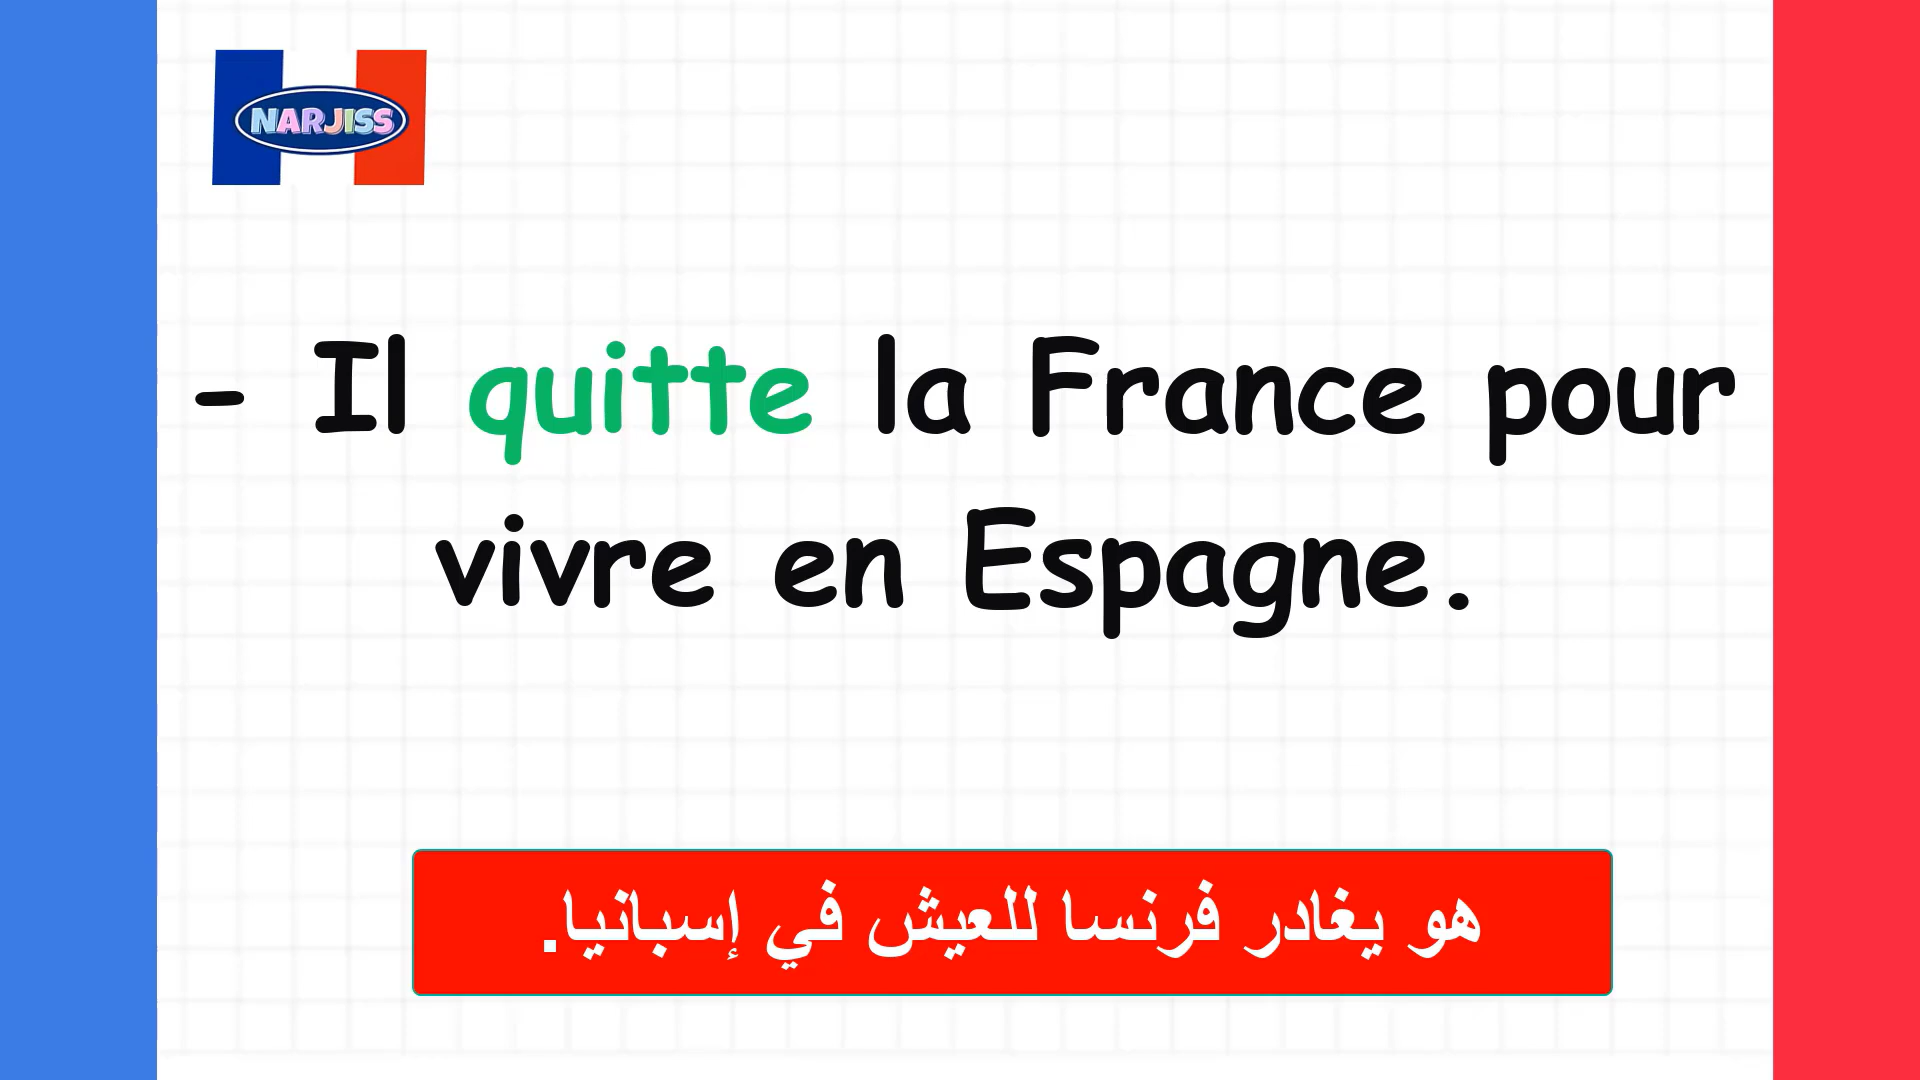 NARJISS
- Il quitte la France pour
vivre en Espagne.
هو يغادر فرنسا للعيش في إسبانيا.